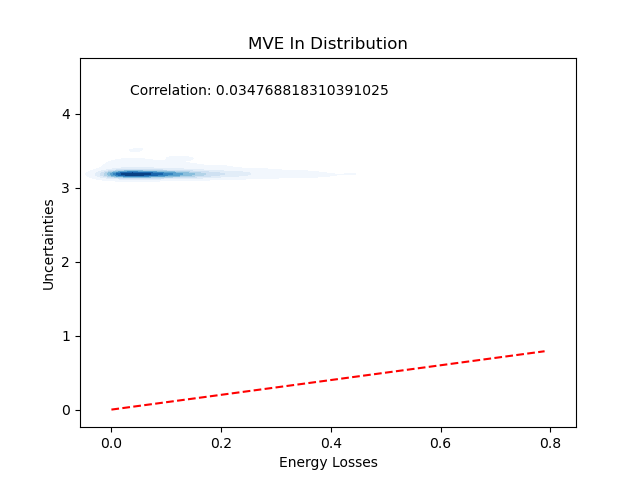 MVE In Distribution
Correlation: 0.034768818310391025
4
3
2
1
0
Uncertainties
0.0 0.2 0.4 0.6 0.8
Energy Losses